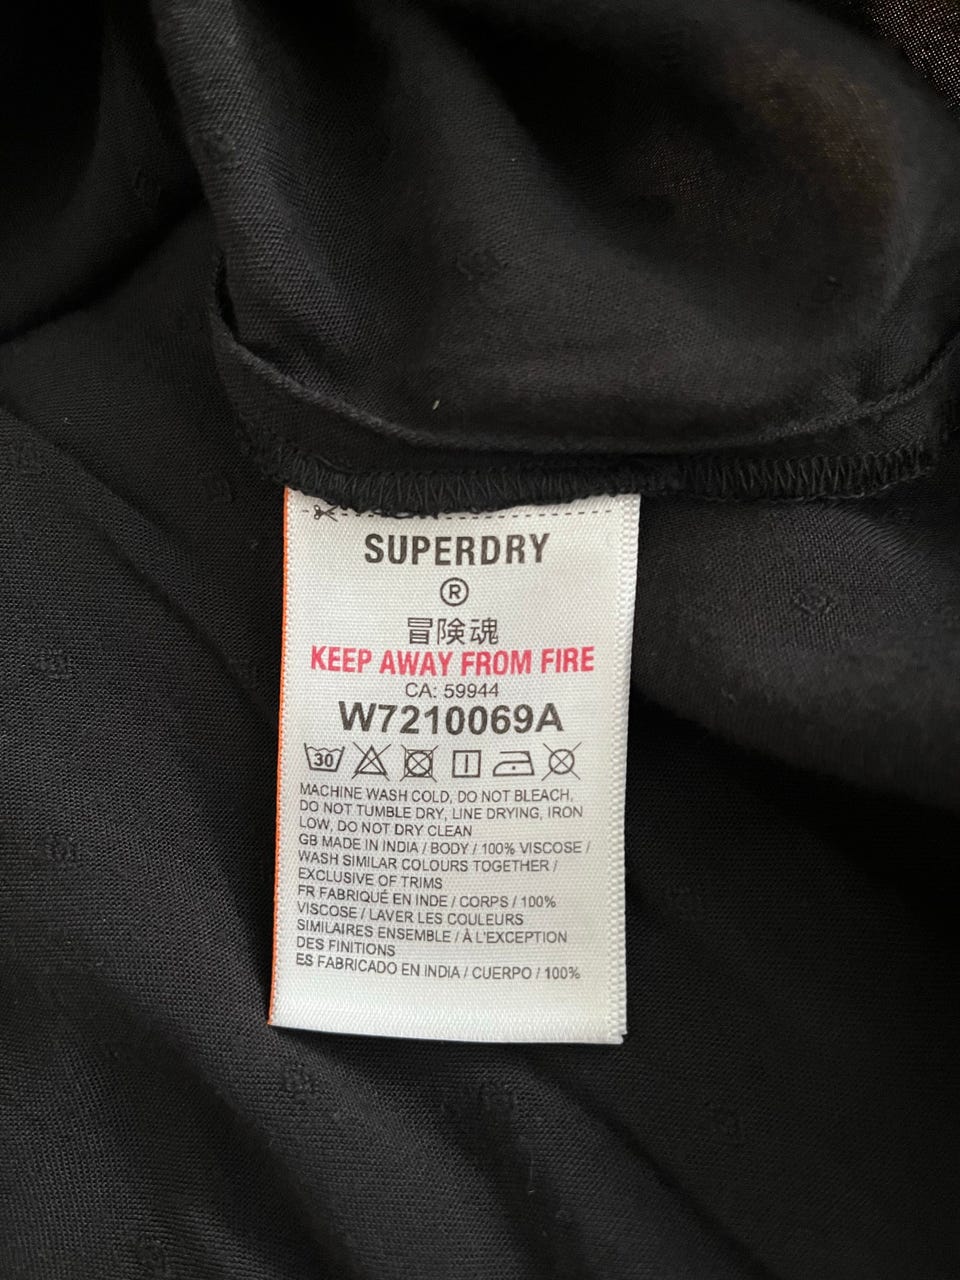 SUPERDRY
®
冒険魂
KEEP AWAY FROM FIRE
CA: 59944
W7210069A
30
MACHINE WASH COLD, DO NOT BLEACH,
DO NOT TUMBLE DRY, LINE DRYING, IRON
LOW, DO NOT DRY CLEAN
GB MADE IN INDIA / BODY / 100% VISCOSE /
WASH SIMILAR COLOURS TOGETHER /
EXCLUSIVE OF TRIMS
FR FABRIQUÉ EN INDE / CORPS / 100%
VISCOSE / LAVER LES COULEURS
SIMILAIRES ENSEMBLE / À L'EXCEPTION
DES FINITIONS
ES FABRICADO EN INDIA / CUERPO / 100%